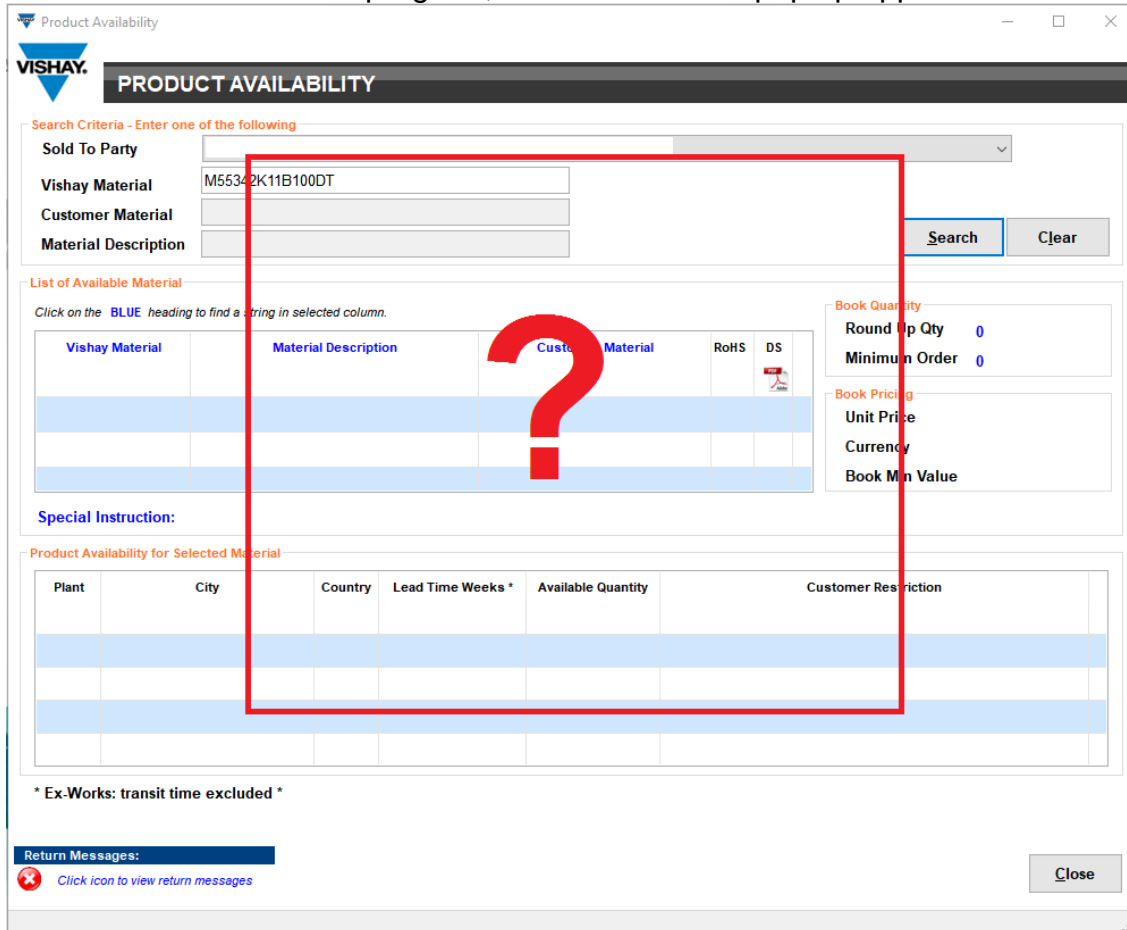 Product Availability
VISHAY.
PRODUCT AVAILABILITY
Search Criteria - Enter one of the following
Sold To Party
Vishay Material M55342K11B100DT
Customer Material
Material Description
Search Clear
List of Available Material
Click on the BLUE heading to find a string in selected column.
Vishay Material Material Description Customer Material RoHS DS
Book Quantity
Round Up Qty 0
Minimum Order 0
Book Pricing
Unit Price
Currency
Book Min Value
?
Special Instruction:
Product Availability for Selected Material
Plant City Country Lead Time Weeks * Available Quantity Customer Restriction
* Ex-Works: transit time excluded *
Return Messages:
Click icon to view return messages
Close